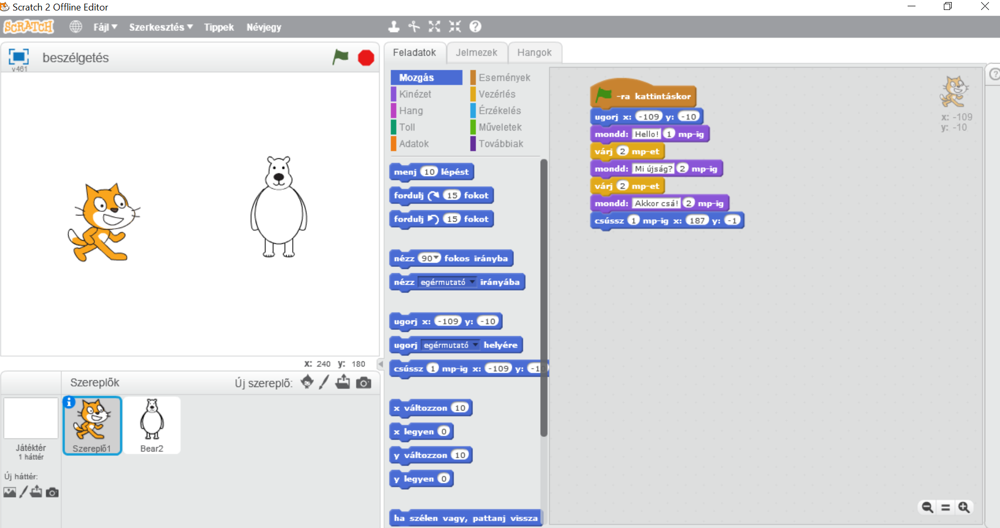 Scratch 2 Offline Editor
SCRATCH Fájl Szerkesztés Tippek Névjegy
beszélgetés
v461
Feladatok Jelmezek Hangok
Mozgás Események
Kinézet Vezérlés
Hang Érzékelés
Toll Műveletek
Adatok Továbbiak
menj 10 lépést
fordulj 15 fokot
fordulj 15 fokot
nézz 90 fokos irányba
nézz egérmutató irányába
ugorj x: -109 y: -10
ugorj egérmutató helyére
csússz 1 mp-ig x: -109 y: -10
x változzon 10
x legyen 0
y változzon 10
y legyen 0
ha szélen vagy, pattanj vissza
-ra kattintáskor
ugorj x: -109 y: -10
mondd: Hello! 1 mp-ig
várj 2 mp-et
mondd: Mi újság? 2 mp-ig
várj 2 mp-et
mondd: Akkor csá! 2 mp-ig
csússz 1 mp-ig x: 187 y: -1
x: -109
y: -10
x: 240 y: 180
Szereplők Új szereplő:
Szereplő1 Bear2
Játéktér
1 háttér
Új háttér: